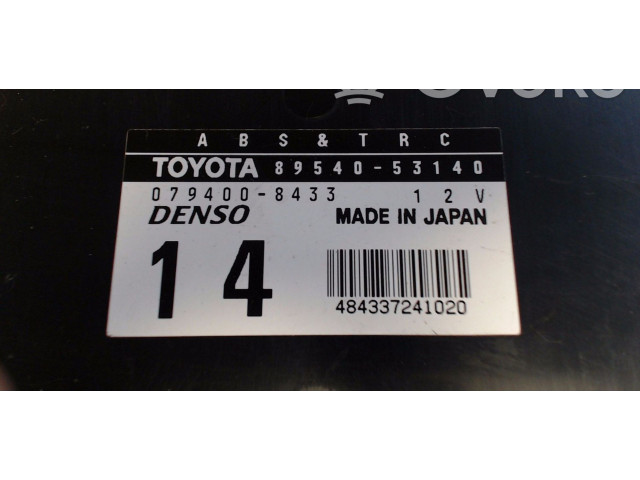 ABS&TRC
TOYOTA 89540-53140
079400-8433 12V
DENSO MADE IN JAPAN
14
484337241020